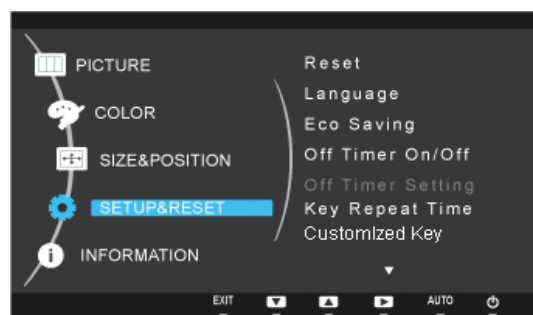 PICTURE
COLOR
SIZE&POSITION
SETUP&RESET
INFORMATION
Reset
Language
Eco Saving
Off Timer On/Off
Off Timer Setting
Key Repeat Time
Customized Key
EXIT
AUTO